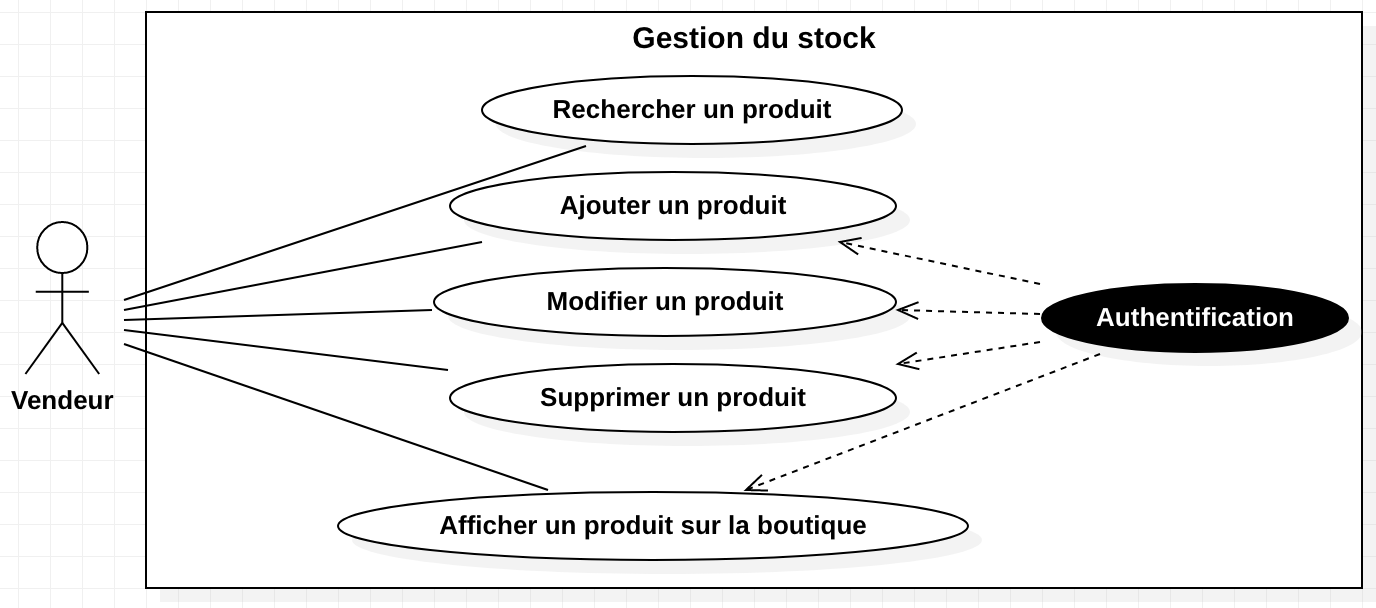 Gestion du stock
Rechercher un produit
Ajouter un produit
Modifier un produit
Authentification
Supprimer un produit
Vendeur
Afficher un produit sur la boutique